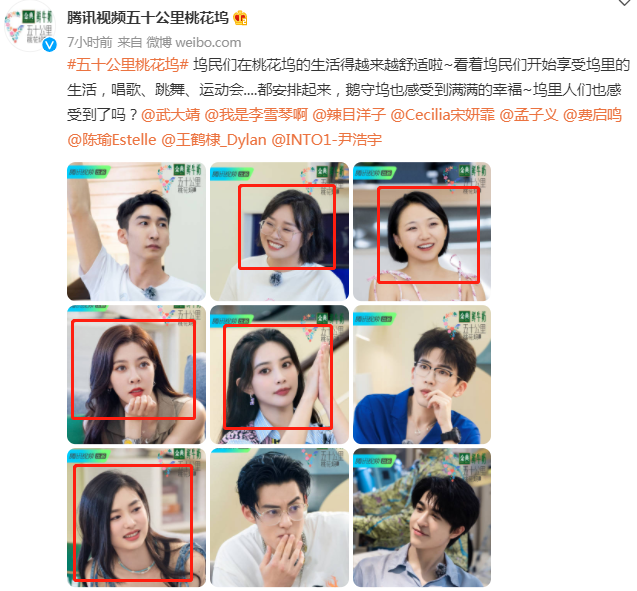 腾讯视频五十公里桃花坞
7小时前 来自 微博 weibo.com
#五十公里桃花坞# 坞民们在桃花坞的生活得越来越舒适啦~看着坞民们开始享受坞里的
生活，唱歌、跳舞、运动会....都安排起来，鹅守坞也感受到满满的幸福~坞里人们也感
受到了吗？@武大靖 @我是李雪琴啊 @辣目洋子 @Cecilia宋妍霏 @孟子义 @费启鸣
@陈瑜Estelle @王鹤棣_Dylan @INTO1-尹浩宇